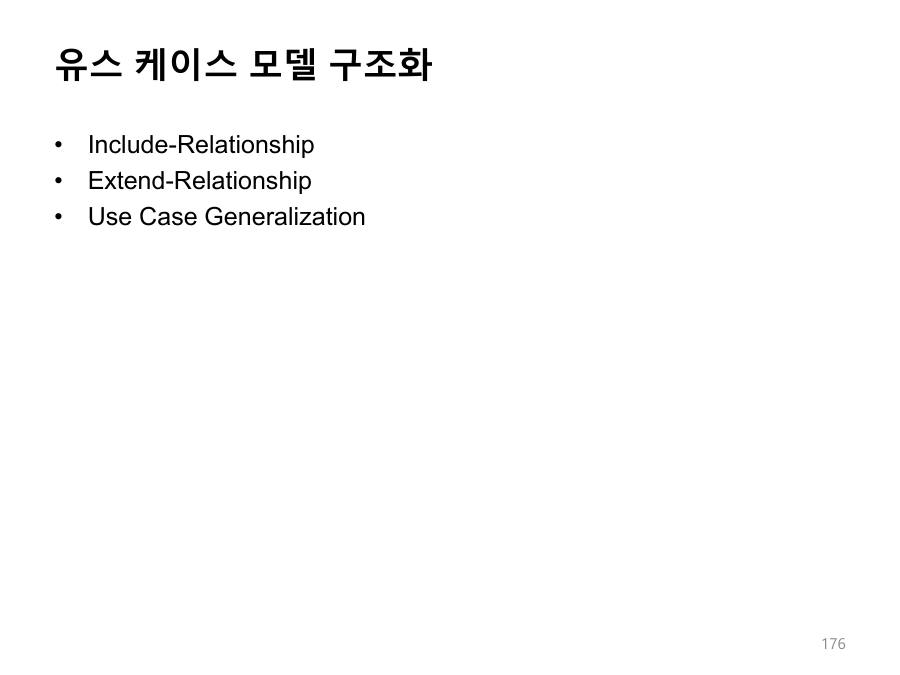 유스 케이스 모델 구조화
• Include-Relationship
• Extend-Relationship
• Use Case Generalization
176